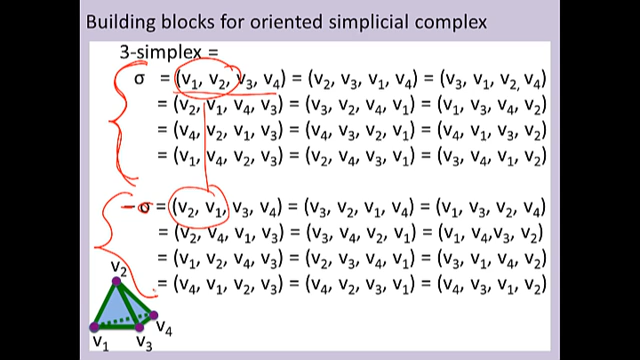 Building blocks for oriented simplicial complex
3-simplex =
σ = (v₁, v₂, v₃, v₄) = (v₂, v₃, v₁, v₄) = (v₃, v₁, v₂, v₄)
= (v₂, v₁, v₄, v₃) = (v₃, v₂, v₄, v₁) = (v₁, v₃, v₄, v₂)
= (v₄, v₂, v₁, v₃) = (v₄, v₃, v₂, v₁) = (v₄, v₁, v₃, v₂)
= (v₁, v₄, v₂, v₃) = (v₂, v₄, v₃, v₁) = (v₃, v₄, v₁, v₂)
–σ = (v₂, v₁, v₃, v₄) = (v₃, v₂, v₁, v₄) = (v₁, v₃, v₂, v₄)
= (v₂, v₄, v₁, v₃) = (v₃, v₄, v₂, v₁) = (v₁, v₄,v₃, v₂)
= (v₁, v₂, v₄, v₃) = (v₂, v₃, v₄, v₁) = (v₃, v₁, v₄, v₂)
= (v₄, v₁, v₂, v₃) = (v₄, v₂, v₃, v₁) = (v₄, v₃, v₁, v₂)
v₂
v₄
v₁ v₃